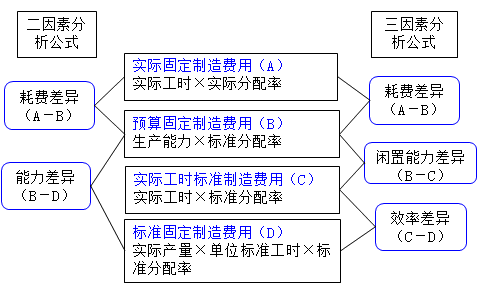 二因素分
析公式
三因素分
析公式
实际固定制造费用（A）
实际工时×实际分配率
耗费差异
（A－B）
耗费差异
（A－B）
预算固定制造费用（B）
生产能力×标准分配率
闲置能力差异
（B－C）
能力差异
（B－D）
实际工时标准制造费用（C）
实际工时×标准分配率
效率差异
（C－D）
标准固定制造费用（D）
实际产量×单位标准工时×标
准分配率